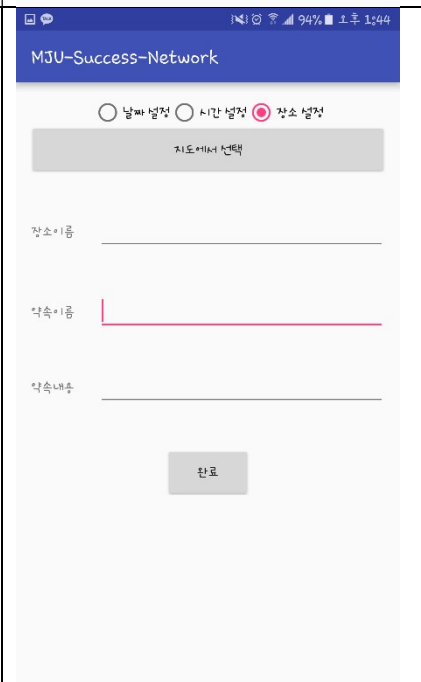 94% 오후 1:44
MJU-Success-Network
날짜 설정 시간 설정 장소 설정
지도에서 선택
장소이름
약속이름
약속내용
완료